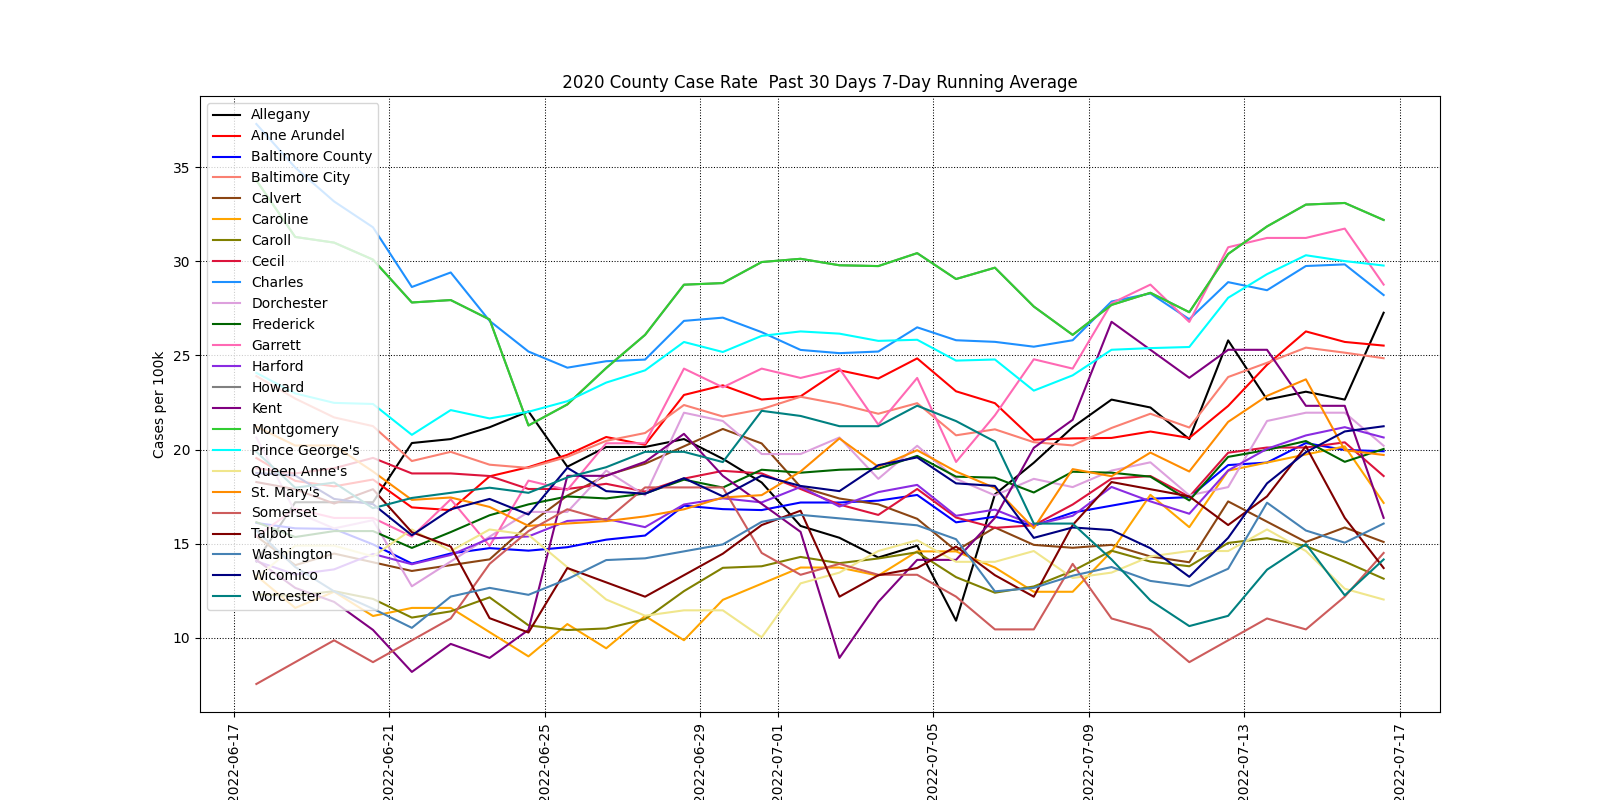 2020 County Case Rate  Past 30 Days 7-Day Running Average
Cases per 100k
35
30
25
20
15
10
Allegany
Anne Arundel
Baltimore County
Baltimore City
Calvert
Caroline
Caroll
Cecil
Charles
Dorchester
Frederick
Garrett
Harford
Howard
Kent
Montgomery
Prince George's
Queen Anne's
St. Mary's
Somerset
Talbot
Washington
Wicomico
Worcester
2022-06-17
2022-06-21
2022-06-25
2022-06-29
2022-07-01
2022-07-05
2022-07-09
2022-07-13
2022-07-17